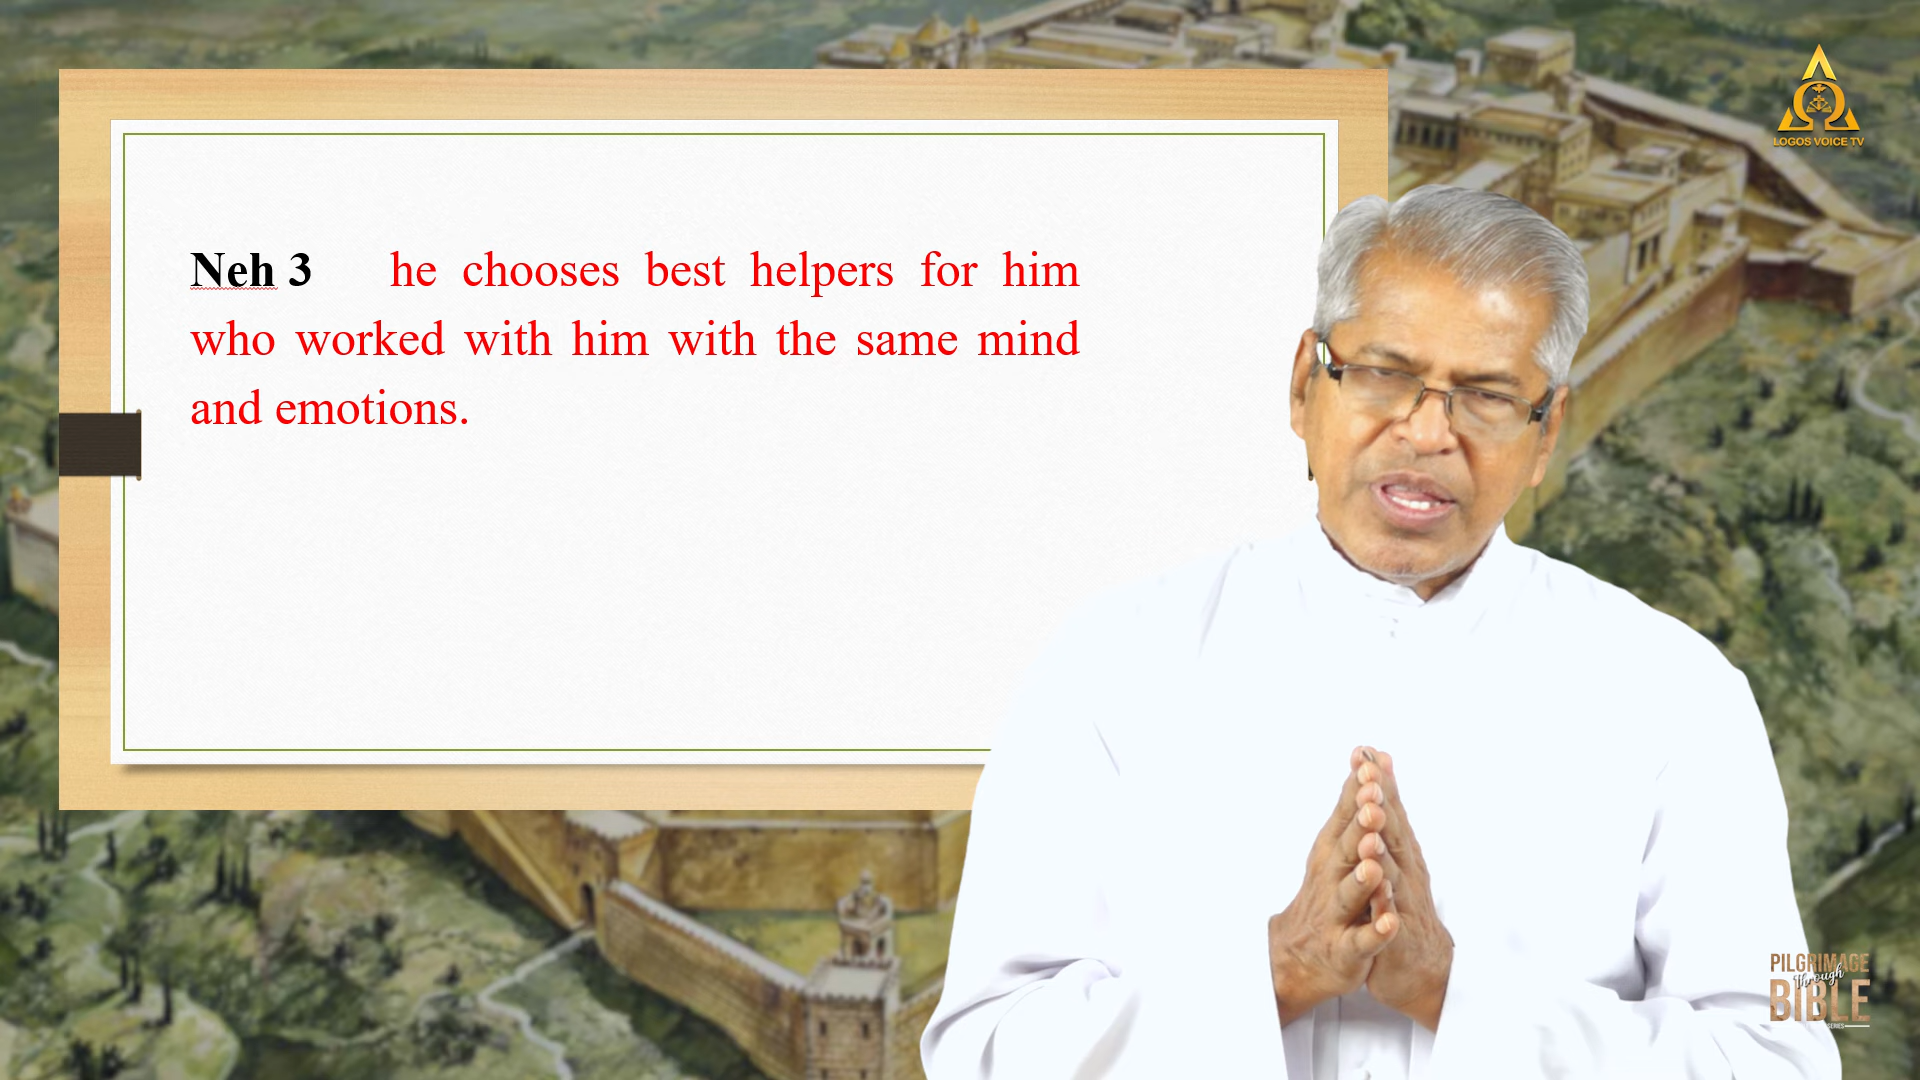 LOGOS VOICE TV
Neh 3 he chooses best helpers for him
who worked with him with the same mind
and emotions.
PILGRIMAGE
Through
BIBLE
SERIES